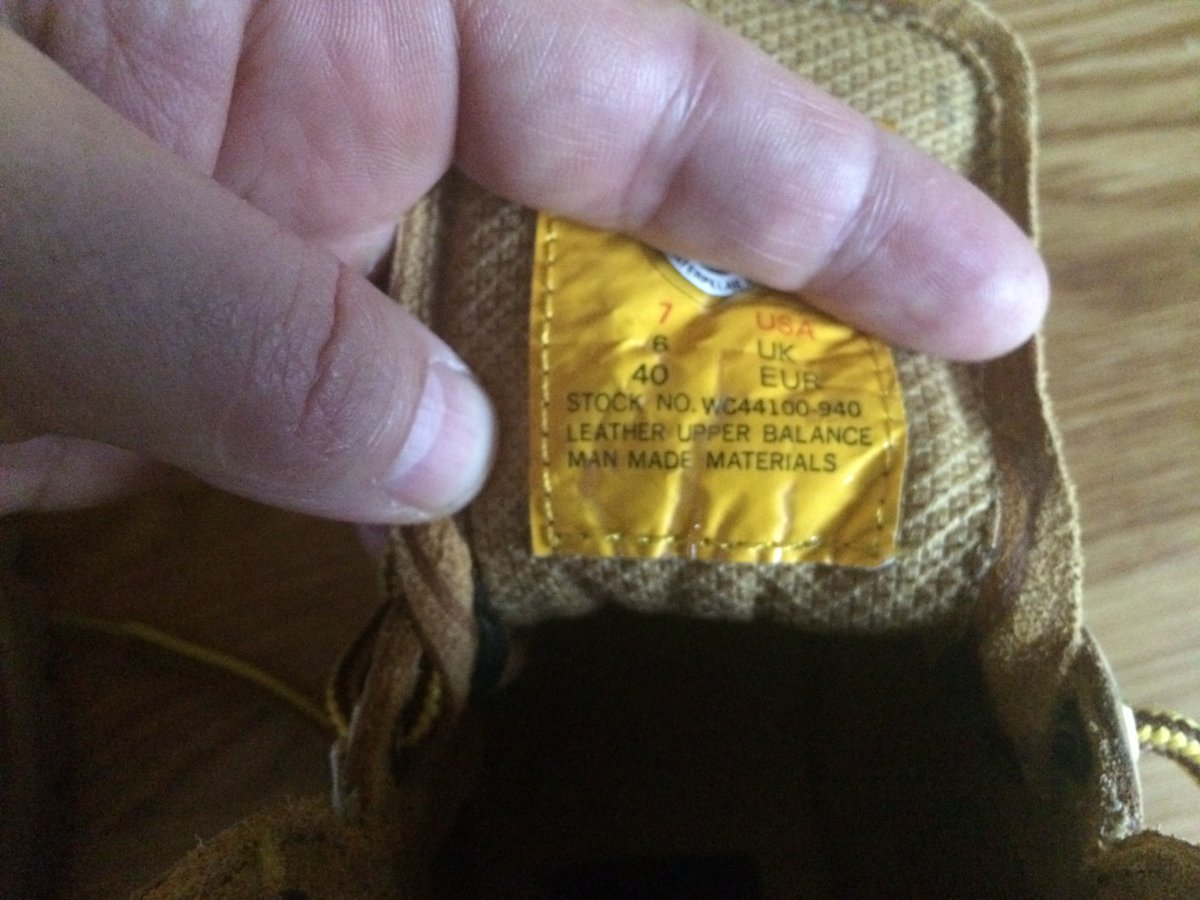 7 USA
6 UK
40 EUR
STOCK NO. WC44100-940
LEATHER UPPER BALANCE
MAN MADE MATERIALS